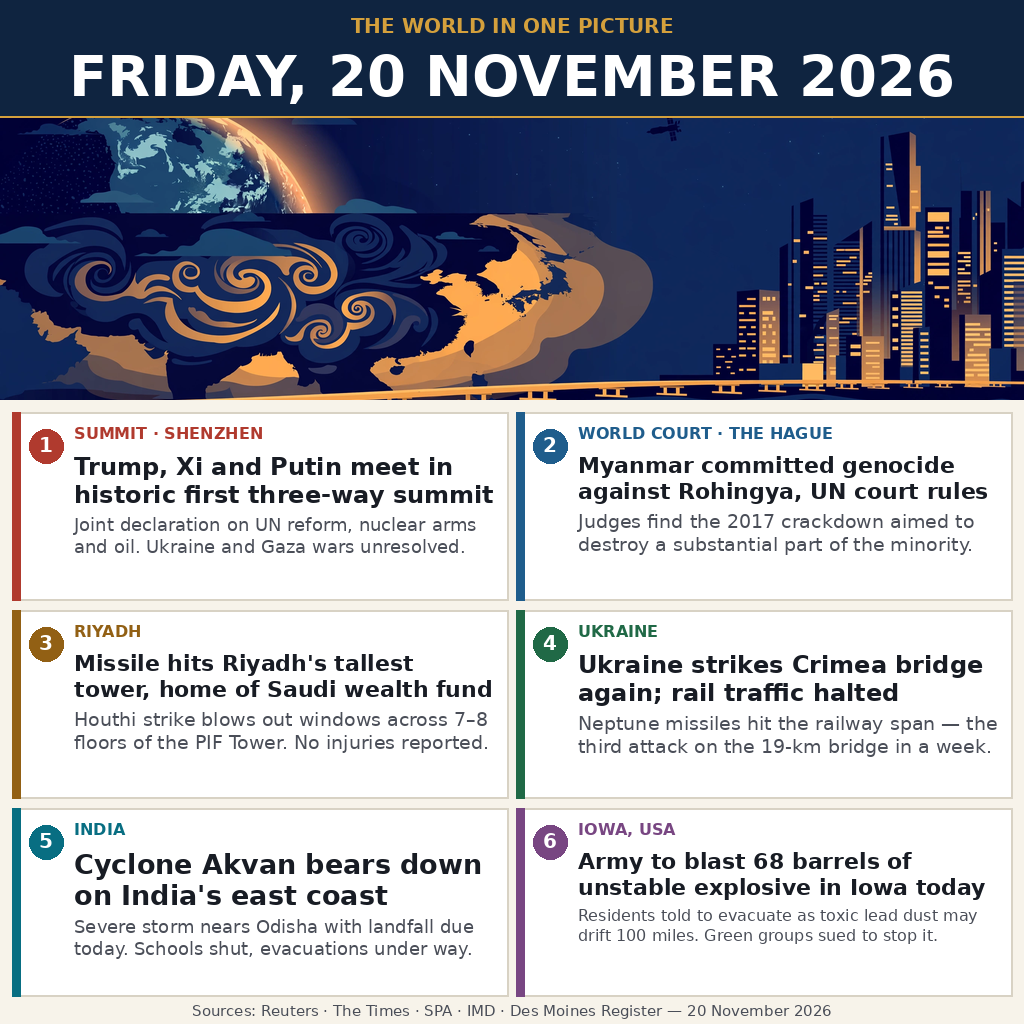 THE WORLD IN ONE PICTURE
FRIDAY, 20 NOVEMBER 2026
1
SUMMIT · SHENZHEN
Trump, Xi and Putin meet in
historic first three-way summit
Joint declaration on UN reform, nuclear arms
and oil. Ukraine and Gaza wars unresolved.
2
WORLD COURT · THE HAGUE
Myanmar committed genocide
against Rohingya, UN court rules
Judges find the 2017 crackdown aimed to
destroy a substantial part of the minority.
3
RIYADH
Missile hits Riyadh's tallest
tower, home of Saudi wealth fund
Houthi strike blows out windows across 7–8
floors of the PIF Tower. No injuries reported.
4
UKRAINE
Ukraine strikes Crimea bridge
again; rail traffic halted
Neptune missiles hit the railway span — the
third attack on the 19-km bridge in a week.
5
INDIA
Cyclone Akvan bears down
on India's east coast
Severe storm nears Odisha with landfall due
today. Schools shut, evacuations under way.
6
IOWA, USA
Army to blast 68 barrels of
unstable explosive in Iowa today
Residents told to evacuate as toxic lead dust may
drift 100 miles. Green groups sued to stop it.
Sources: Reuters · The Times · SPA · IMD · Des Moines Register — 20 November 2026